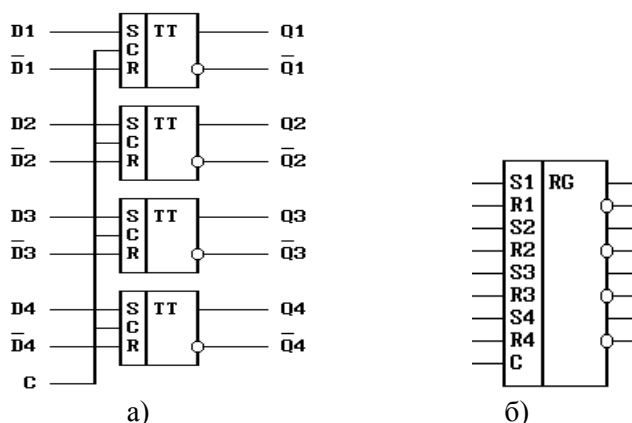 D1 S TT Q1
C
D̅1 R Q̅1
D2 S TT Q2
C
D̅2 R Q̅2
D3 S TT Q3
C
D̅3 R Q̅3
D4 S TT Q4
C
D̅4 R Q̅4
C
а)
S1 RG
R1
S2
R2
S3
R3
S4
R4
C
б)